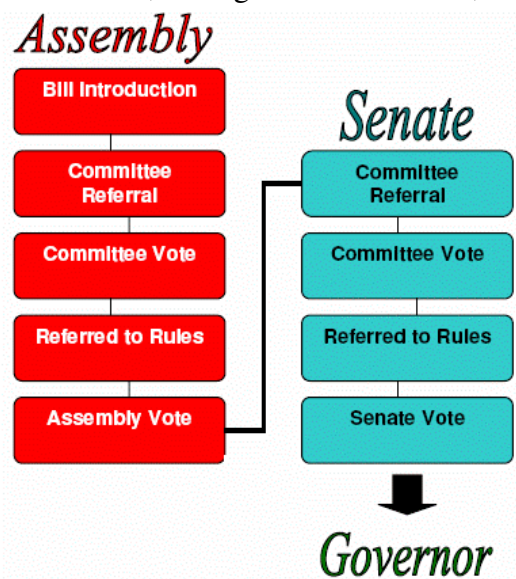 Assembly
Bill Introduction
Committee
Referral
Committee Vote
Referred to Rules
Assembly Vote
Senate
Committee
Referral
Committee Vote
Referred to Rules
Senate Vote
Governor